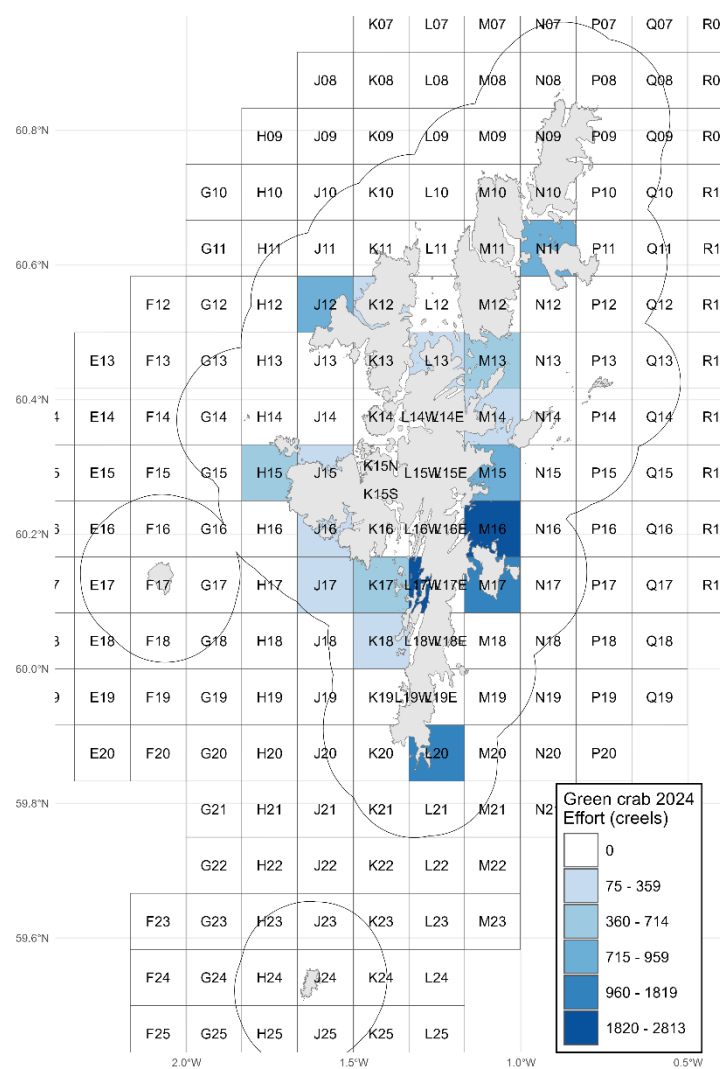 K07 L07 M07 N07 P07 Q07 R0
J08 K08 L08 M08 N08 P08 Q08 R0
60.8°N
H09 J09 K09 L09 M09 N09 P09 Q09 R0
G10 H10 J10 K10 L10 M10 N10 P10 Q10 R1
G11 H11 J11 K11 L11 M11 N11 P11 Q11 R1
60.6°N
F12 G12 H12 J12 K12 L12 M12 N12 P12 Q12 R1
E13 F13 G13 H13 J13 K13 L13 M13 N13 P13 Q13 R1
60.4°N
4 E14 F14 G14 H14 J14 K14 L14W L14E M14 N14 P14 Q14 R1
5 E15 F15 G15 H15 J15 K15N L15W L15E M15 N15 P15 Q15 R1
K15S
60.2°N
6 E16 F16 G16 H16 J16 K16 L16W L16E M16 N16 P16 Q16 R1
7 E17 F17 G17 H17 J17 K17 L17W L17E M17 N17 P17 Q17 R1
8 E18 F18 G18 H18 J18 K18 L18W L18E M18 N18 P18 Q18
60.0°N
9 E19 F19 G19 H19 J19 K19 L19W L19E M19 N19 P19 Q19
E20 F20 G20 H20 J20 K20 L20 M20 N20 P20
59.8°N
G21 H21 J21 K21 L21 M21 N21
G22 H22 J22 K22 L22 M22
F23 G23 H23 J23 K23 L23 M23
59.6°N
F24 G24 H24 J24 K24 L24
F25 G25 H25 J25 K25 L25
2.0°W 1.5°W 1.0°W 0.5°W
Green crab 2024
Effort (creels)
0
75 - 359
360 - 714
715 - 959
960 - 1819
1820 - 2813